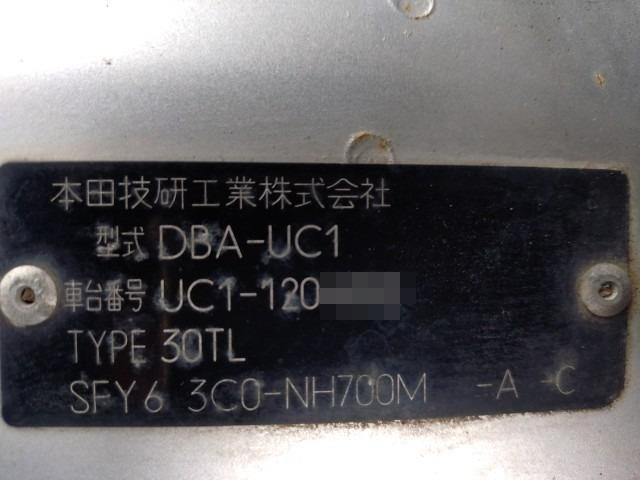 本田技研工業株式会社
型式 DBA-UC1
車台番号 UC1-120
TYPE 30TL
SFY6 3C0-NH700M -A -C